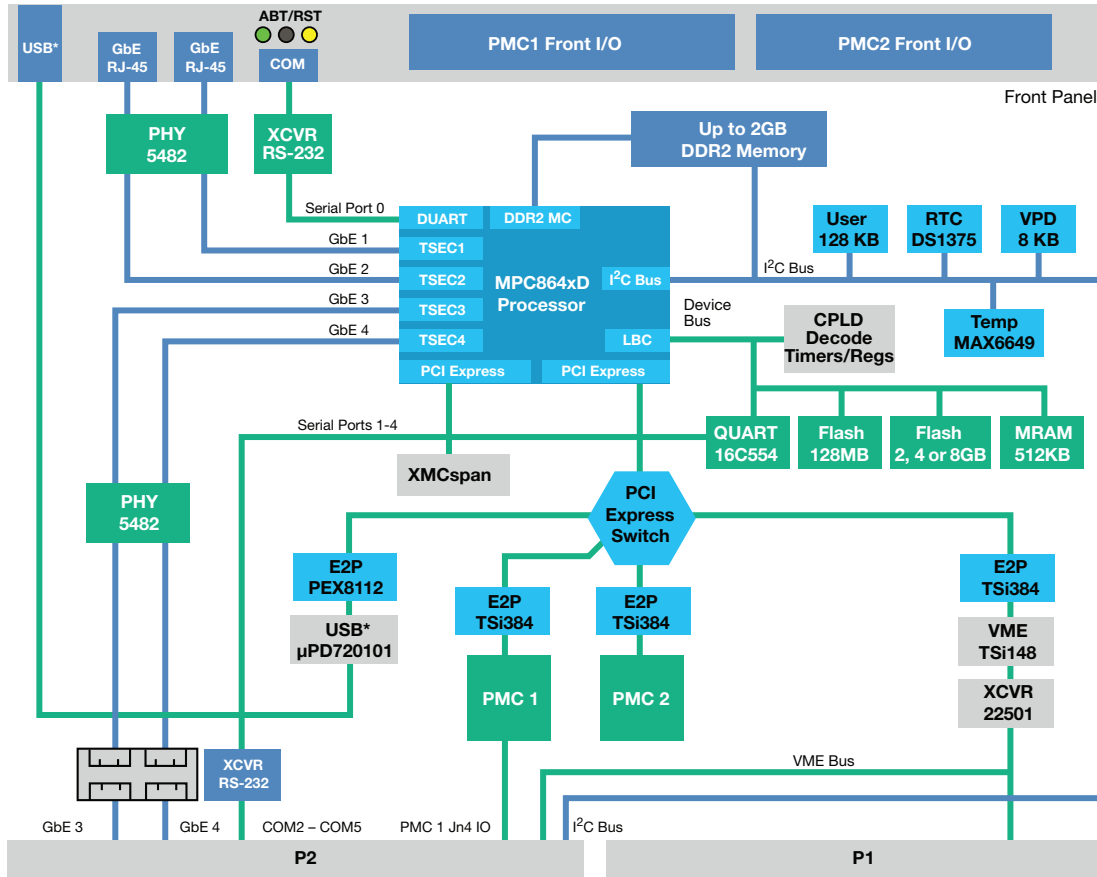 ABT/RST
USB*
GbE
RJ-45
GbE
RJ-45
COM
PMC1 Front I/O
PMC2 Front I/O
Front Panel
PHY
5482
XCVR
RS-232
Up to 2GB
DDR2 Memory
Serial Port 0
DUART
DDR2 MC
User
128 KB
RTC
DS1375
VPD
8 KB
GbE 1
TSEC1
GbE 2
TSEC2
MPC864xD
Processor
I²C Bus
I²C Bus
GbE 3
TSEC3
Device
Bus
CPLD
Decode
Timers/Regs
Temp
MAX6649
GbE 4
TSEC4
LBC
PCI Express
PCI Express
Serial Ports 1-4
QUART
16C554
Flash
128MB
Flash
2, 4 or 8GB
MRAM
512KB
XMCspan
PHY
5482
PCI
Express
Switch
E2P
PEX8112
E2P
TSi384
E2P
TSi384
E2P
TSi384
USB*
µPD720101
VME
TSi148
PMC 1
PMC 2
XCVR
22501
XCVR
RS-232
VME Bus
GbE 3
GbE 4
COM2 – COM5
PMC 1 Jn4 IO
I²C Bus
P2
P1